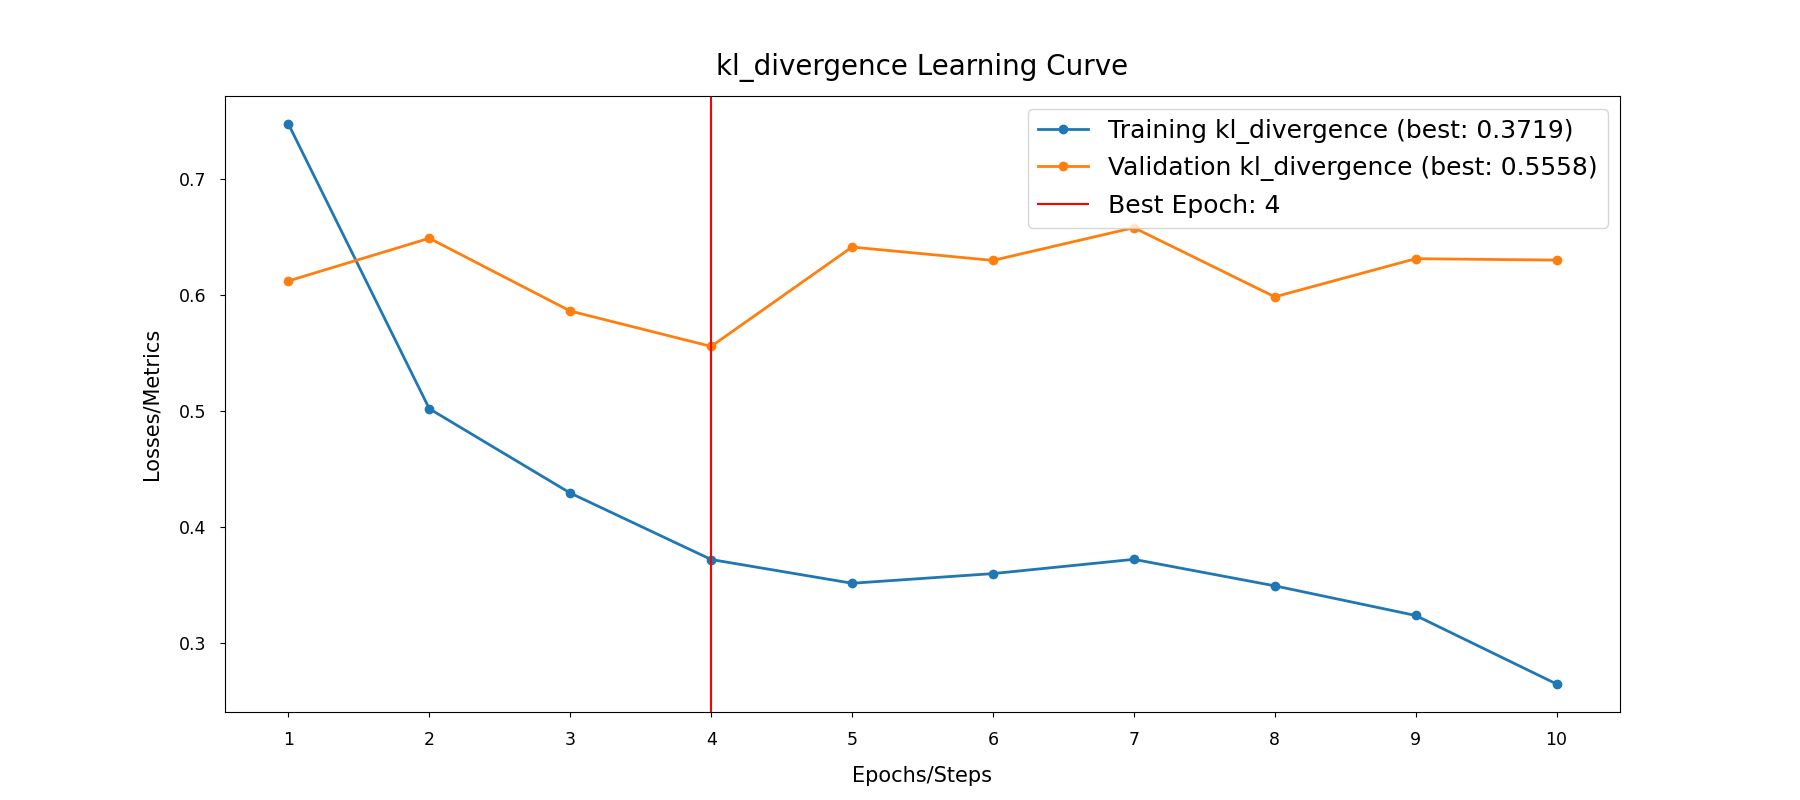 kl_divergence Learning Curve
Training kl_divergence (best: 0.3719)
Validation kl_divergence (best: 0.5558)
Best Epoch: 4
Losses/Metrics
0.7
0.6
0.5
0.4
0.3
1 2 3 4 5 6 7 8 9 10
Epochs/Steps